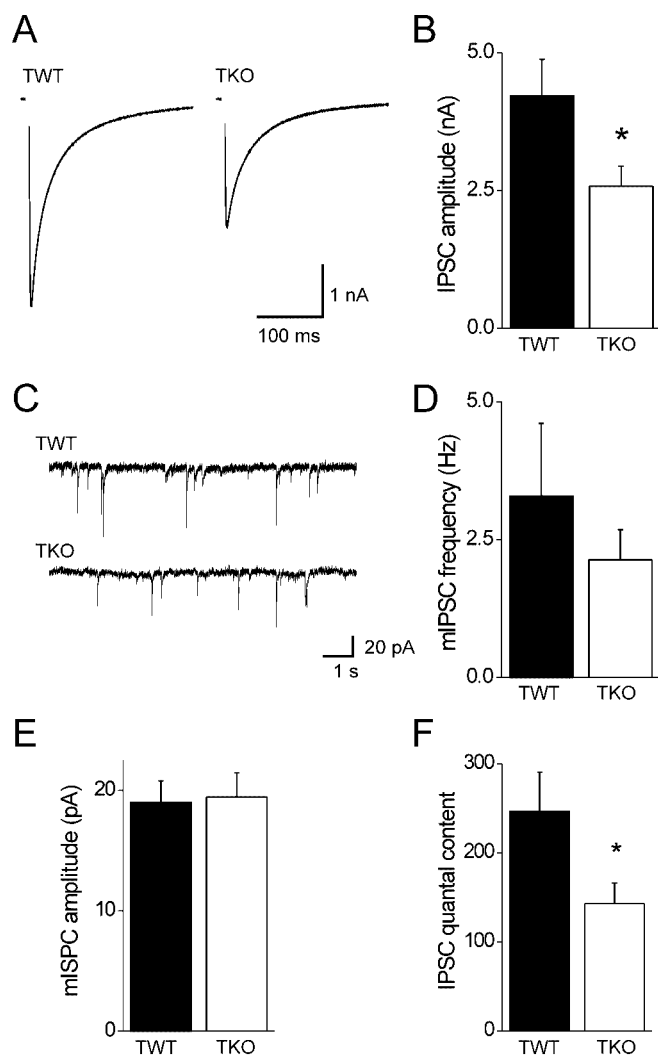 A
TWT
TKO
1 nA
100 ms
B
IPSC amplitude (nA)
5.0
2.5
0.0
*
TWT
TKO
C
TWT
TKO
20 pA
1 s
D
mIPSC frequency (Hz)
5.0
2.5
0.0
TWT
TKO
E
mISPC amplitude (pA)
20
10
0
TWT
TKO
F
IPSC quantal content
300
200
100
0
*
TWT
TKO